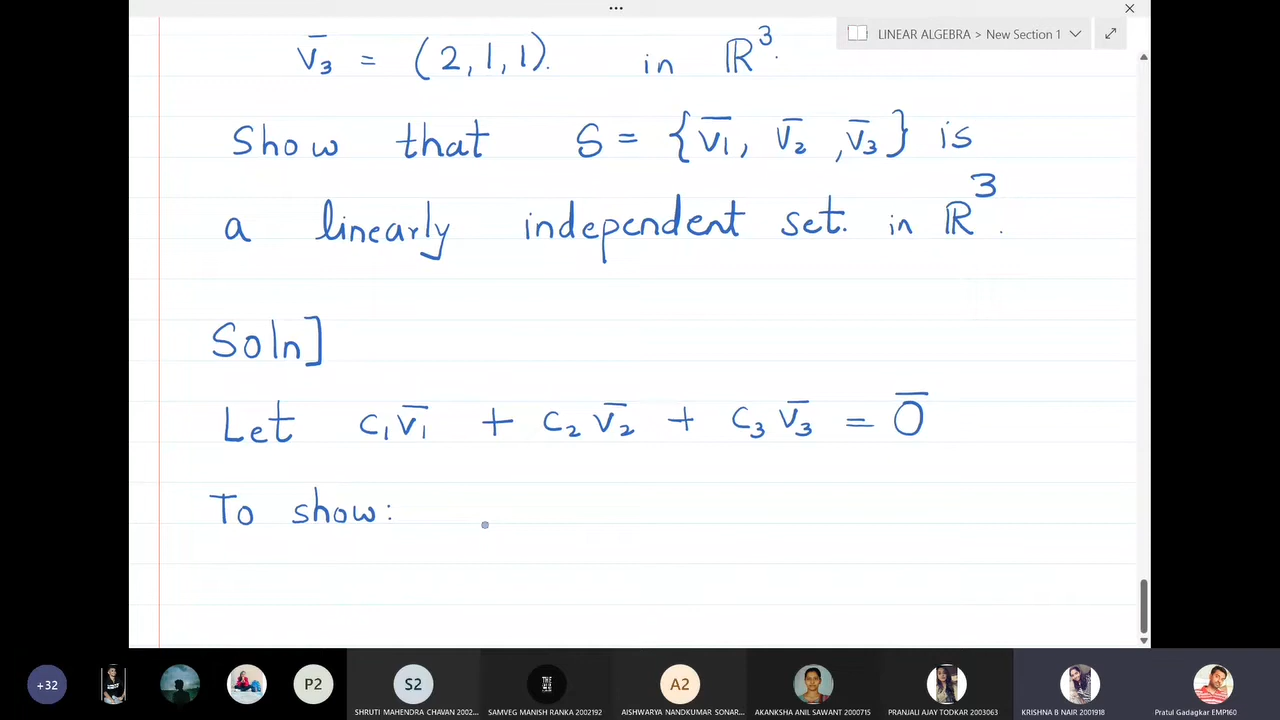 LINEAR ALGEBRA > New Section 1
v̄₃ = (2,1,1). in ℝ³.
Show that S = {v̄₁, v̄₂ ,v̄₃} is
a linearly independent set. in ℝ³.
Soln]
Let c₁v̄₁ + c₂v̄₂ + c₃v̄₃ = 0̄
To show:
+32
P2
S2
SHRUTI MAHENDRA CHAVAN 2002...
SAMVEG MANISH RANKA 2002192
A2
AISHWARYA NANDKUMAR SONAR...
AKANKSHA ANIL SAWANT 2000715
PRANJALI AJAY TODKAR 2003063
KRISHNA B NAIR 2001918
Pratul Gadagkar EMP160